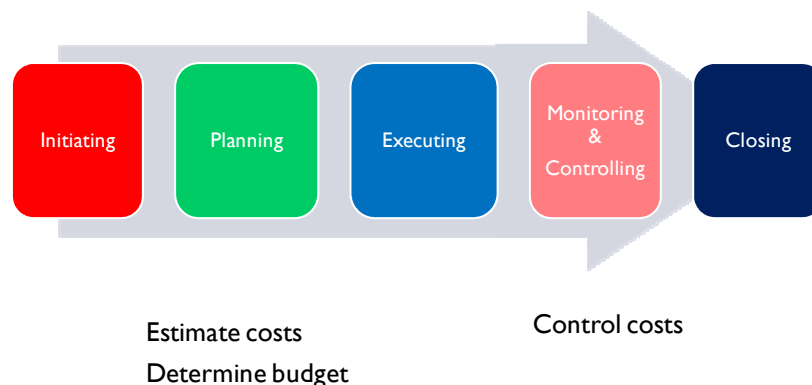 Initiating
Planning
Executing
Monitoring
&
Controlling
Closing
Estimate costs
Determine budget
Control costs